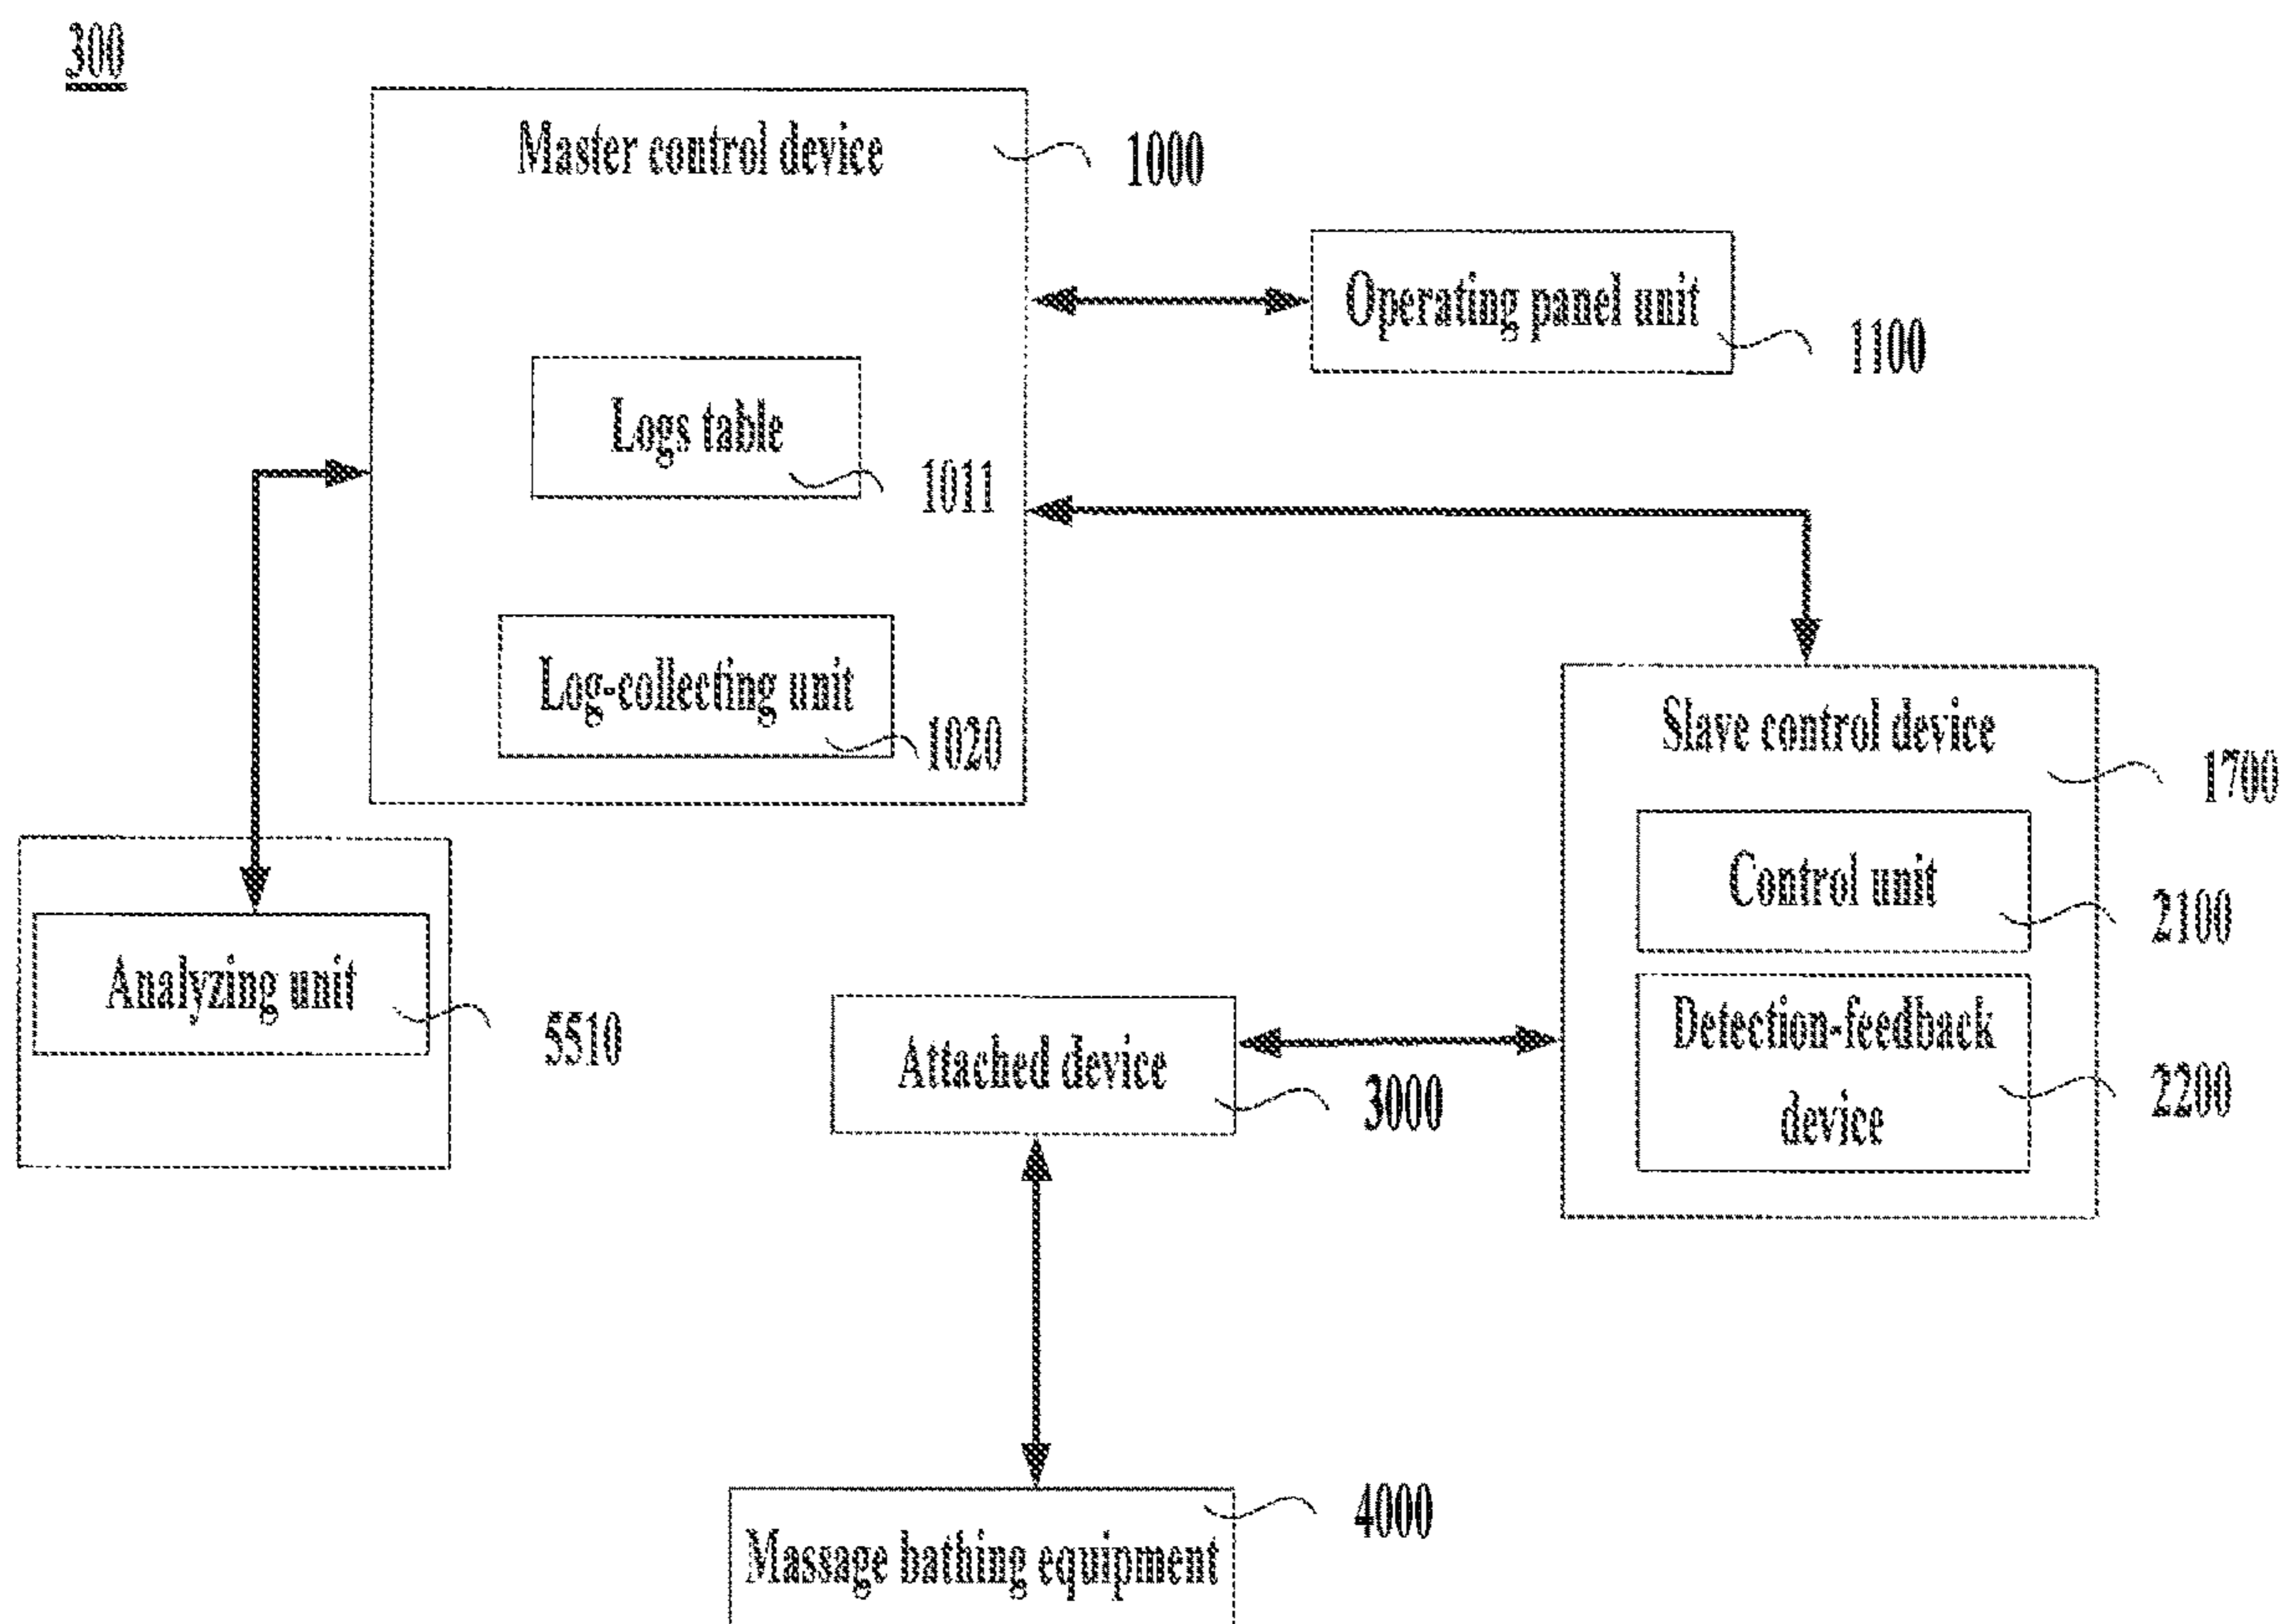 300
Master control device
1000
Operating panel unit
1100
Logs table
1011
Log-collecting unit
1020
Slave control device
1700
Control unit
2100
Analyzing unit
5510
Detection-feedback
device
2200
Attached device
3000
Massage bathing equipment
4000